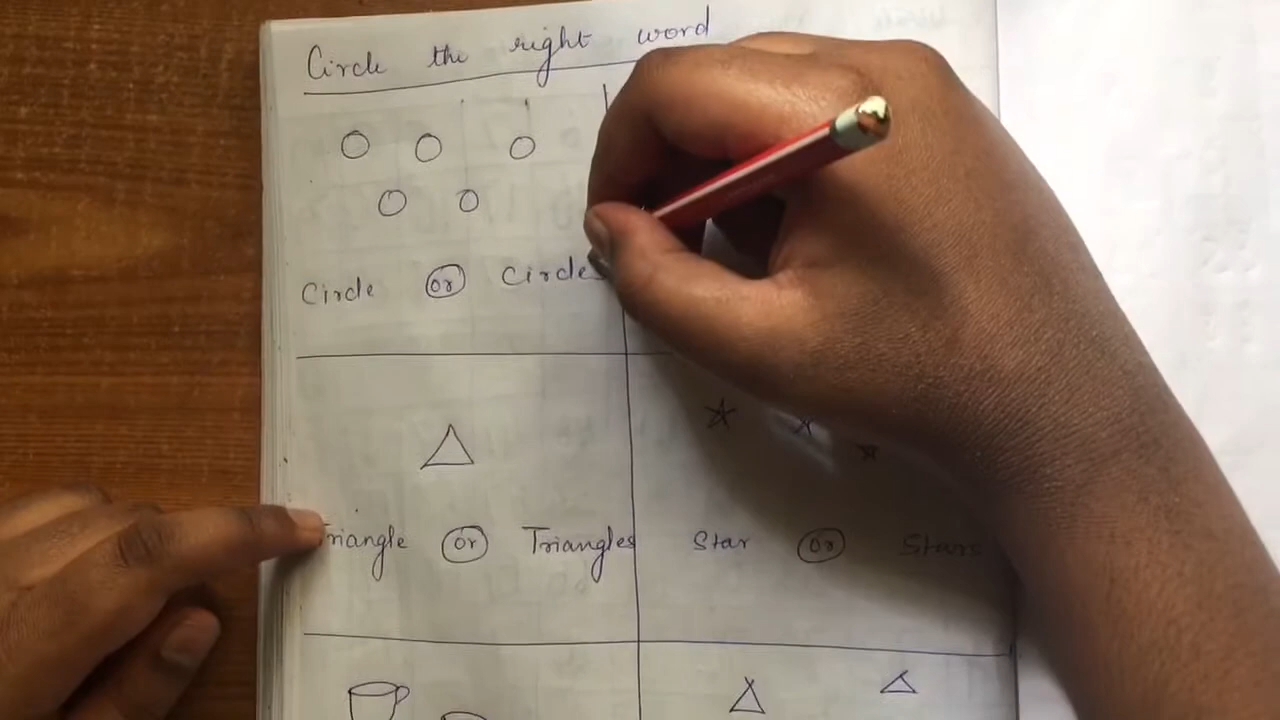 Circle the right word
Circle or Circles
Triangle or Triangles
Star or Stars